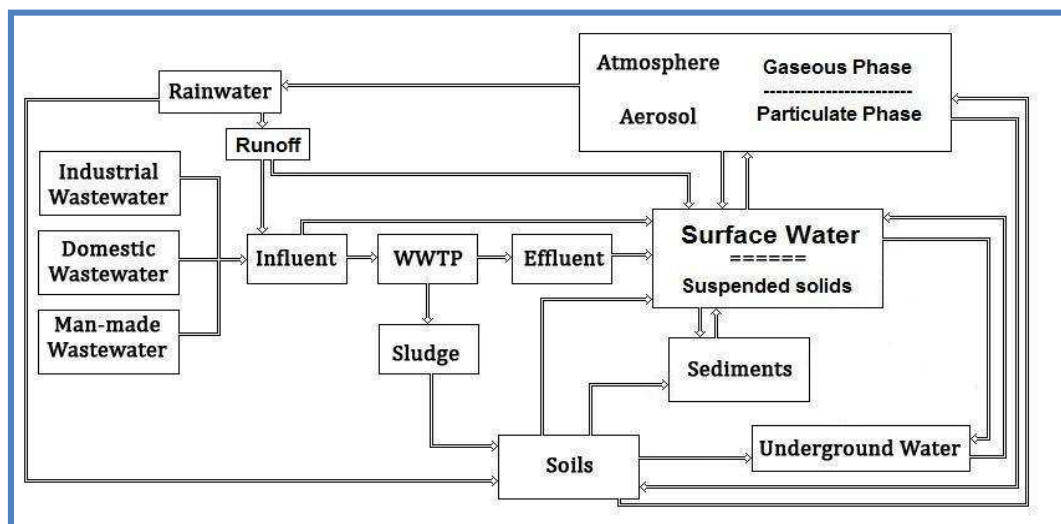 Atmosphere
Gaseous Phase
------------------------
Aerosol
Particulate Phase
Rainwater
Runoff
Industrial
Wastewater
Domestic
Wastewater
Man-made
Wastewater
Influent
WWTP
Effluent
Surface Water
======
Suspended solids
Sludge
Sediments
Soils
Underground Water